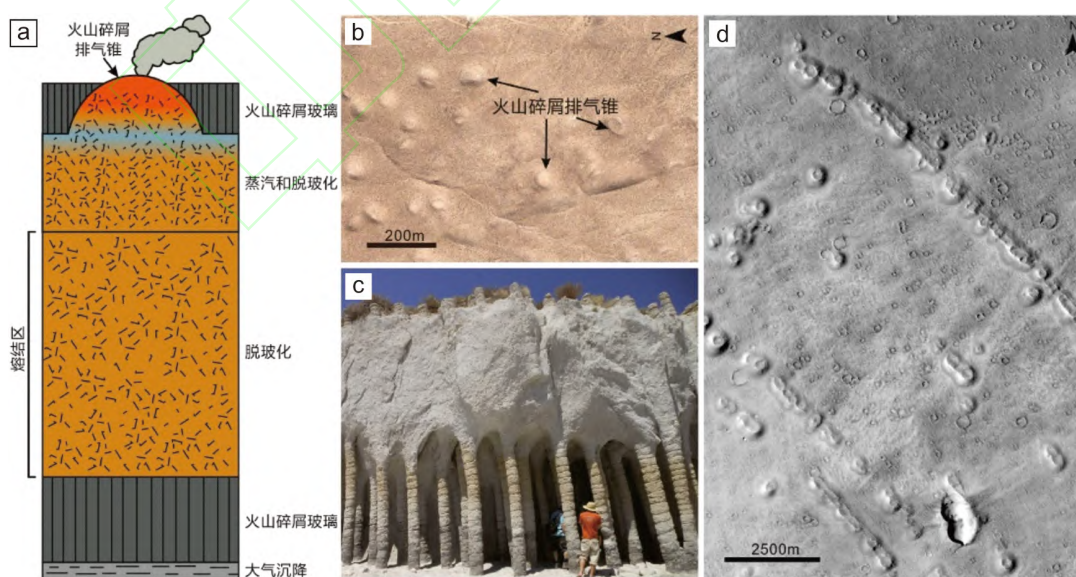 a
火山碎屑
排气锥
火山碎屑玻璃
蒸汽和脱玻化
熔结区
脱玻化
火山碎屑玻璃
大气沉降
b
N
火山碎屑排气锥
200m
c
d
N
2500m